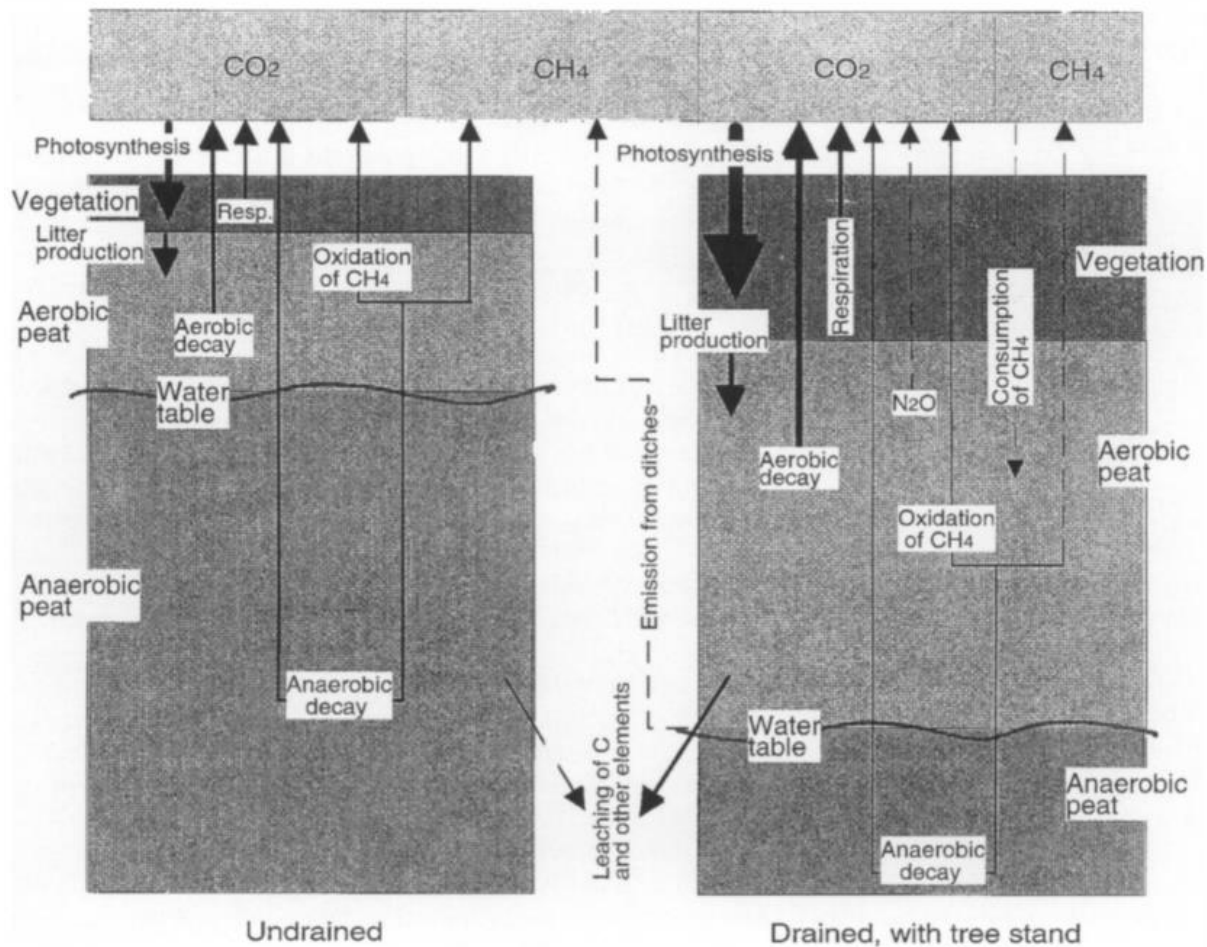 CO2
CH4
CO2
CH4
Photosynthesis
Vegetation
Resp.
Litter
production
Oxidation
of CH4
Aerobic
peat
Aerobic
decay
Water
table
Anaerobic
peat
Anaerobic
decay
Undrained
Emission from ditches
Leaching of C
and other elements
Photosynthesis
Vegetation
Respiration
Litter
production
Consumption
of CH4
N2O
Aerobic
decay
Aerobic
peat
Oxidation
of CH4
Water
table
Anaerobic
peat
Anaerobic
decay
Drained, with tree stand